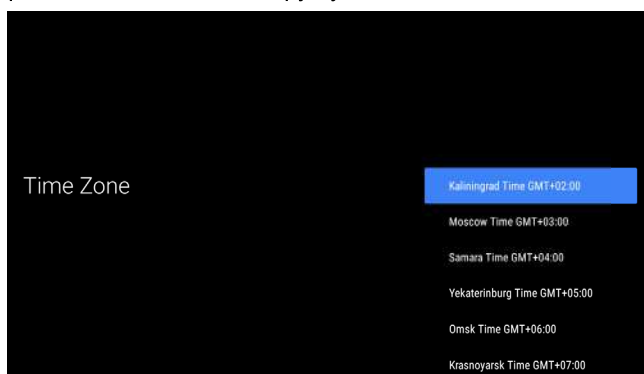 Time Zone
Kaliningrad Time GMT+02:00
Moscow Time GMT+03:00
Samara Time GMT+04:00
Yekaterinburg Time GMT+05:00
Omsk Time GMT+06:00
Krasnoyarsk Time GMT+07:00